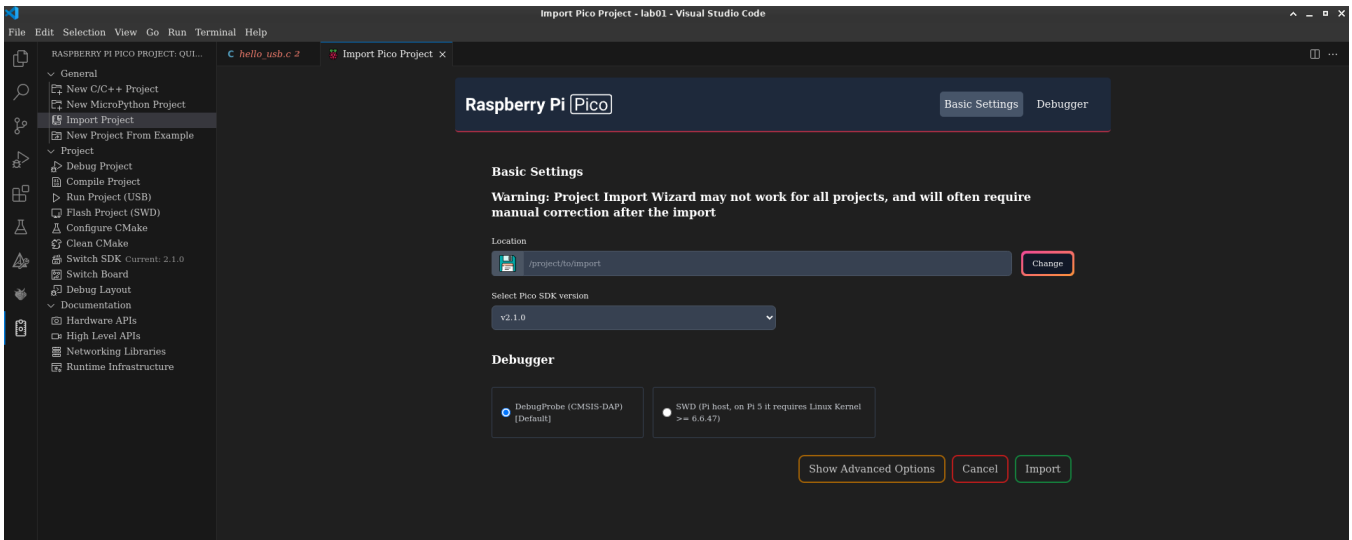 Import Pico Project - lab01 - Visual Studio Code
File Edit Selection View Go Run Terminal Help
RASPBERRY PI PICO PROJECT: QUI...
General
New C/C++ Project
New MicroPython Project
Import Project
New Project From Example
Project
Debug Project
Compile Project
Run Project (USB)
Flash Project (SWD)
Configure CMake
Clean CMake
Switch SDK Current: 2.1.0
Switch Board
Debug Layout
Documentation
Hardware APIs
High Level APIs
Networking Libraries
Runtime Infrastructure
C hello_usb.c 2
Import Pico Project
Raspberry Pi Pico
Basic Settings Debugger
Basic Settings
Warning: Project Import Wizard may not work for all projects, and will often require
manual correction after the import
Location
/project/to/import
Change
Select Pico SDK version
v2.1.0
Debugger
DebugProbe (CMSIS-DAP)
[Default]
SWD (Pi host, on Pi 5 it requires Linux Kernel
>= 6.6.47)
Show Advanced Options Cancel Import